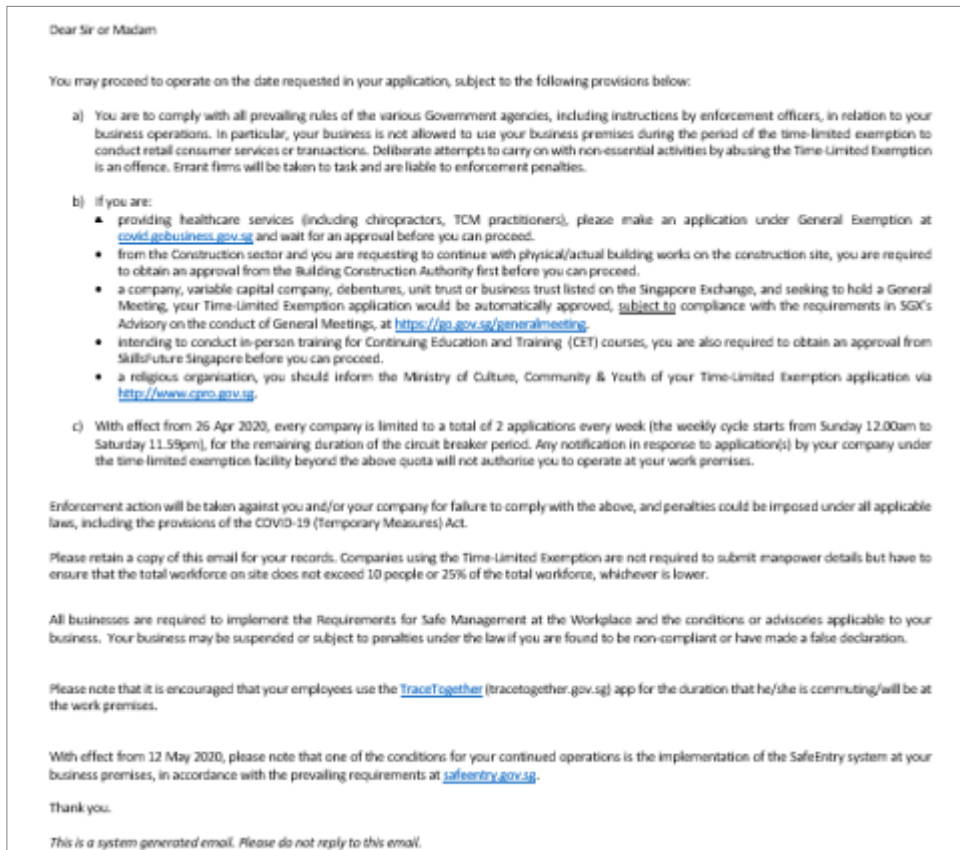 Dear Sir or Madam
You may proceed to operate on the date requested in your application, subject to the following provisions below:
a) You are to comply with all prevailing rules of the various Government agencies, including instructions by enforcement officers, in relation to your
business operations. In particular, your business is not allowed to use your business premises during the period of the time-limited exemption to
conduct retail consumer services or transactions. Deliberate attempts to carry on with non-essential activities by abusing the Time-Limited Exemption
is an offence. Errant firms will be taken to task and are liable to enforcement penalties.
b) If you are:
• providing healthcare services (including chiropractors, TCM practitioners), please make an application under General Exemption at
covid.gobusiness.gov.sg and wait for an approval before you can proceed.
• from the Construction sector and you are requesting to continue with physical/actual building works on the construction site, you are required
to obtain an approval from the Building Construction Authority first before you can proceed.
• a company, variable capital company, debentures, unit trust or business trust listed on the Singapore Exchange, and seeking to hold a General
Meeting, your Time-Limited Exemption application would be automatically approved, subject to compliance with the requirements in SGX's
Advisory on the conduct of General Meetings, at https://go.gov.sg/generalmeeting.
• intending to conduct in-person training for Continuing Education and Training (CET) courses, you are also required to obtain an approval from
SkillsFuture Singapore before you can proceed.
• a religious organisation, you should inform the Ministry of Culture, Community & Youth of your Time-Limited Exemption application via
http://www.cpro.gov.sg.
c) With effect from 26 Apr 2020, every company is limited to a total of 2 applications every week (the weekly cycle starts from Sunday 12.00am to
Saturday 11.59pm), for the remaining duration of the circuit breaker period. Any notification in response to application(s) by your company under
the time-limited exemption facility beyond the above quota will not authorise you to operate at your work premises.
Enforcement action will be taken against you and/or your company for failure to comply with the above, and penalties could be imposed under all applicable
laws, including the provisions of the COVID-19 (Temporary Measures) Act.
Please retain a copy of this email for your records. Companies using the Time-Limited Exemption are not required to submit manpower details but have to
ensure that the total workforce on site does not exceed 10 people or 25% of the total workforce, whichever is lower.
All businesses are required to implement the Requirements for Safe Management at the Workplace and the conditions or advisories applicable to your
business. Your business may be suspended or subject to penalties under the law if you are found to be non-compliant or have made a false declaration.
Please note that it is encouraged that your employees use the TraceTogether (tracetogether.gov.sg) app for the duration that he/she is commuting/will be at
the work premises.
With effect from 12 May 2020, please note that one of the conditions for your continued operations is the implementation of the SafeEntry system at your
business premises, in accordance with the prevailing requirements at safeentry.gov.sg.
Thank you.
This is a system generated email. Please do not reply to this email.